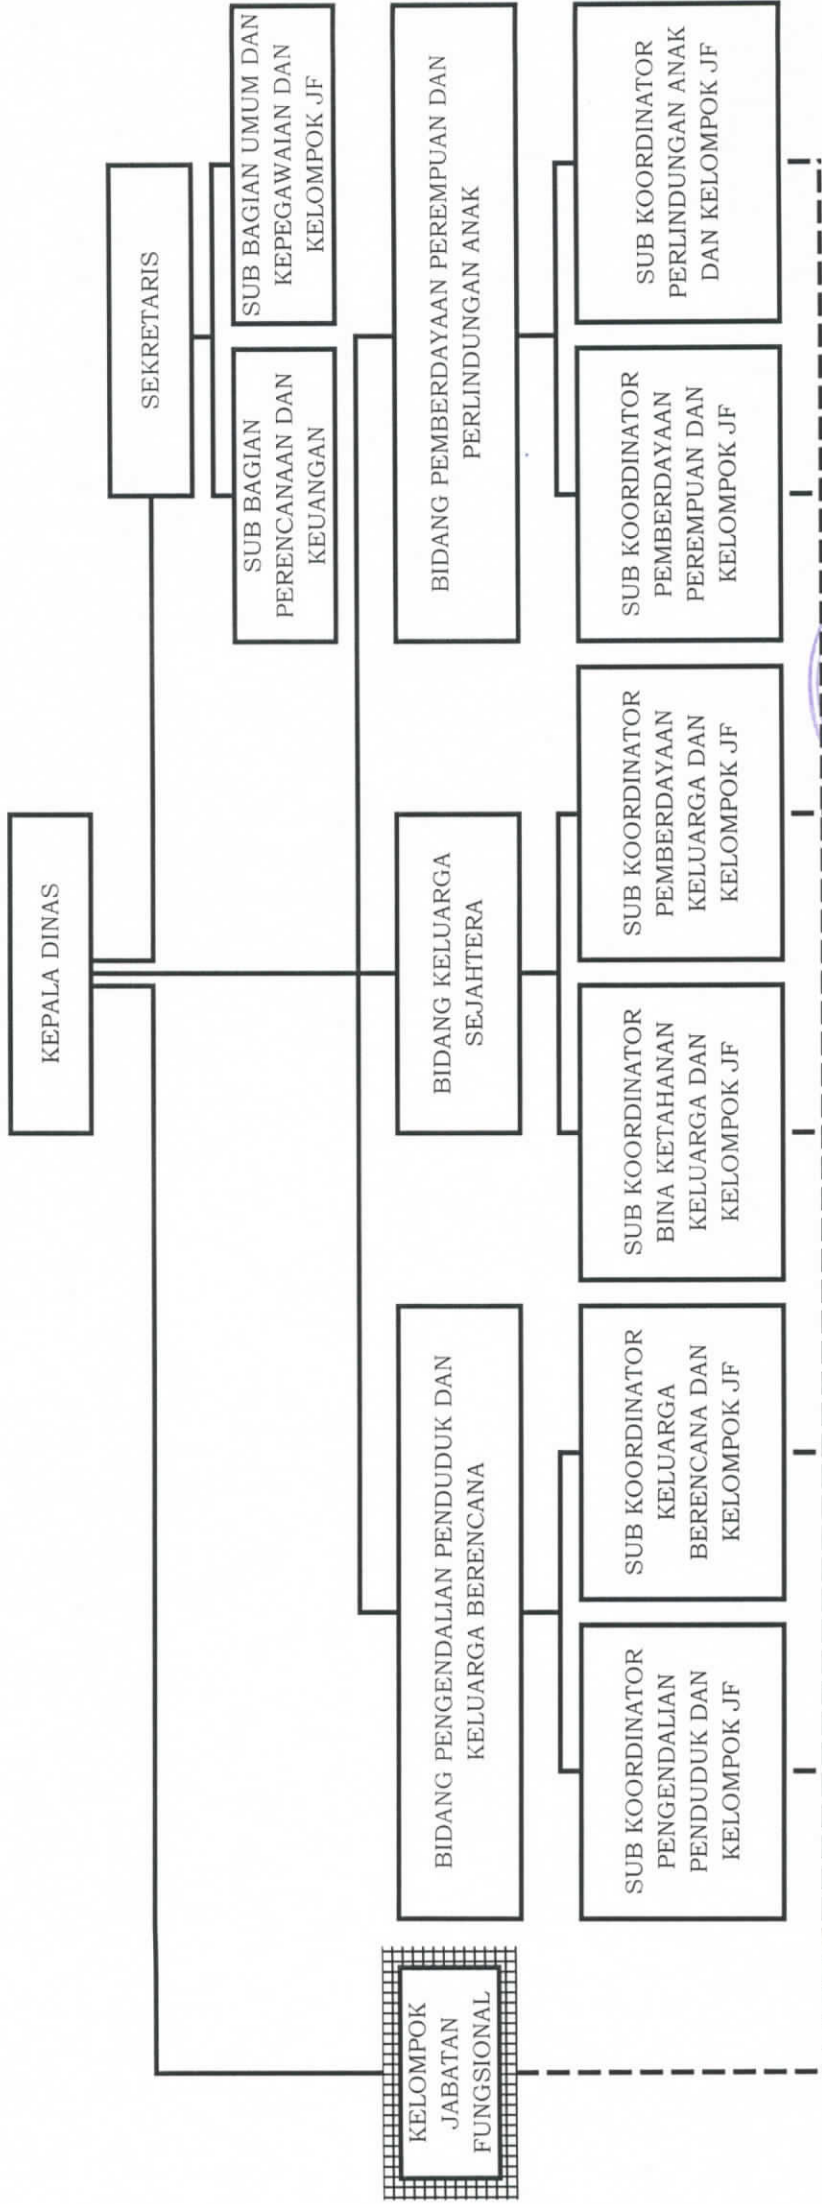 KEPALA DINAS
SEKRETARIS
SUB BAGIAN
PERENCANAAN DAN
KEUANGAN
SUB BAGIAN UMUM DAN
KEPEGAWAIAN DAN
KELOMPOK JF
KELOMPOK
JABATAN
FUNGSIONAL
BIDANG PENGENDALIAN PENDUDUK DAN
KELUARGA BERENCANA
BIDANG KELUARGA
SEJAHTERA
BIDANG PEMBERDAYAAN PEREMPUAN DAN
PERLINDUNGAN ANAK
SUB KOORDINATOR
PENGENDALIAN
PENDUDUK DAN
KELOMPOK JF
SUB KOORDINATOR
KELUARGA
BERENCANA DAN
KELOMPOK JF
SUB KOORDINATOR
BINA KETAHANAN
KELUARGA DAN
KELOMPOK JF
SUB KOORDINATOR
PEMBERDAYAAN
KELUARGA DAN
KELOMPOK JF
SUB KOORDINATOR
PEMBERDAYAAN
PEREMPUAN DAN
KELOMPOK JF
SUB KOORDINATOR
PERLINDUNGAN ANAK
DAN KELOMPOK JF